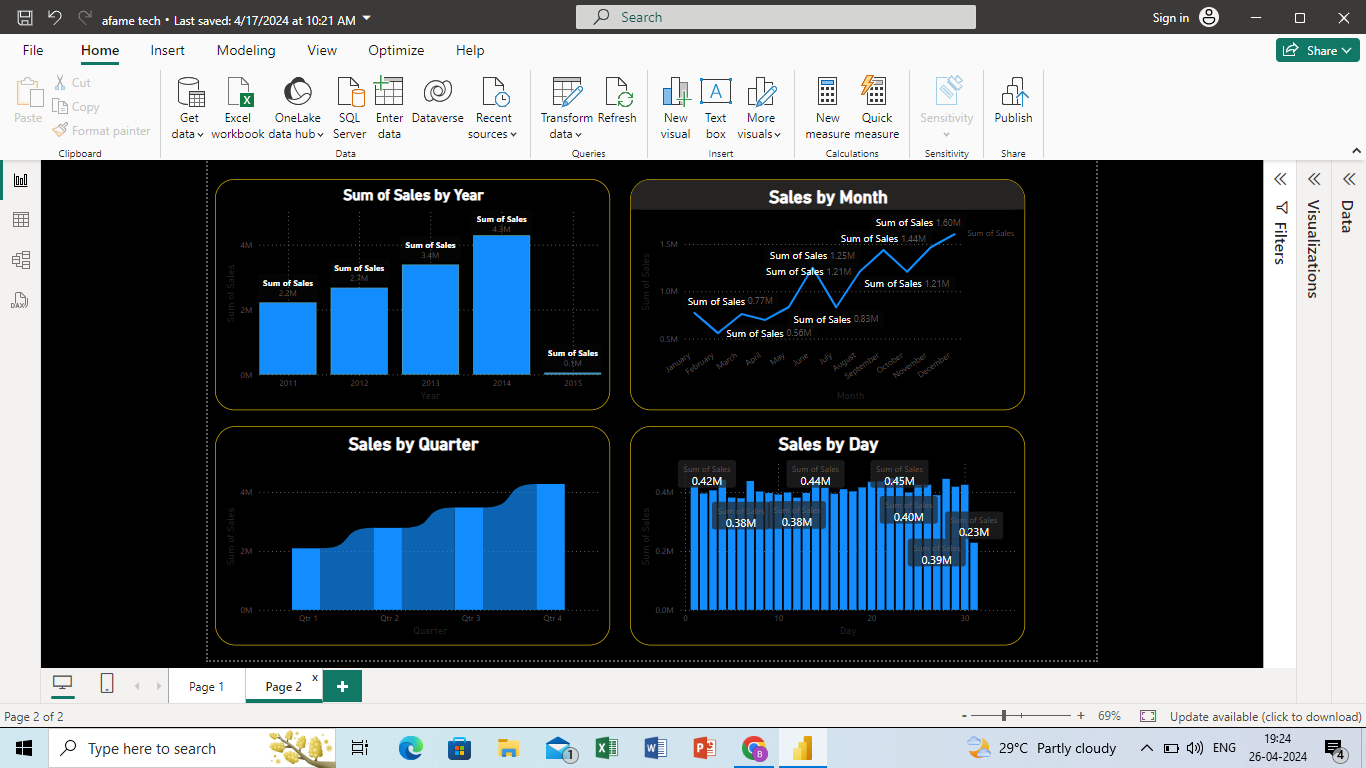 afame tech • Last saved: 4/17/2024 at 10:21 AM
Search
Sign in
File Home Insert Modeling View Optimize Help
Share
Paste
Cut
Copy
Format painter
Get data
Excel workbook
OneLake data hub
SQL Server
Enter data
Dataverse
Recent sources
Transform data
Refresh
New visual
Text box
More visuals
New measure
Quick measure
Sensitivity
Publish
Clipboard
Data
Queries
Insert
Calculations
Sensitivity
Share
DAX
Sum of Sales by Year
Sum of Sales
4M
2M
0M
Sum of Sales
2.2M
Sum of Sales
2.7M
Sum of Sales
3.4M
Sum of Sales
4.3M
Sum of Sales
0.1M
2011 2012 2013 2014 2015
Year
Sales by Month
Sum of Sales
1.5M
1.0M
0.5M
Sum of Sales 1.60M
Sum of Sales
Sum of Sales 1.44M
Sum of Sales 1.25M
Sum of Sales 1.21M
Sum of Sales 1.21M
Sum of Sales 0.77M
Sum of Sales 0.83M
Sum of Sales 0.56M
January February March April May June July August September October November December
Month
Sales by Quarter
Sum of Sales
4M
2M
0M
Qtr 1 Qtr 2 Qtr 3 Qtr 4
Quarter
Sales by Day
Sum of Sales
0.4M
0.2M
0.0M
Sum of Sales
0.42M
Sum of Sales
0.44M
Sum of Sales
0.45M
Sum of Sales
0.38M
Sum of Sales
0.38M
Sum of Sales
0.40M
Sum of Sales
0.23M
Sum of Sales
0.39M
0 10 20 30
Day
Filters
Visualizations
Data
Page 1
Page 2
x
+
Page 2 of 2
- + 69%
Update available (click to download)
Type here to search
1
B
29°C Partly cloudy
ENG
19:24
26-04-2024
4